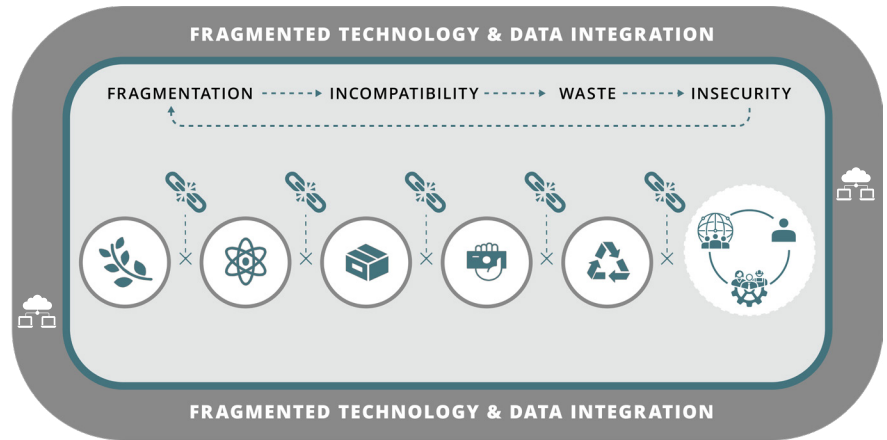 FRAGMENTED TECHNOLOGY & DATA INTEGRATION
FRAGMENTATION INCOMPATIBILITY WASTE INSECURITY
FRAGMENTED TECHNOLOGY & DATA INTEGRATION